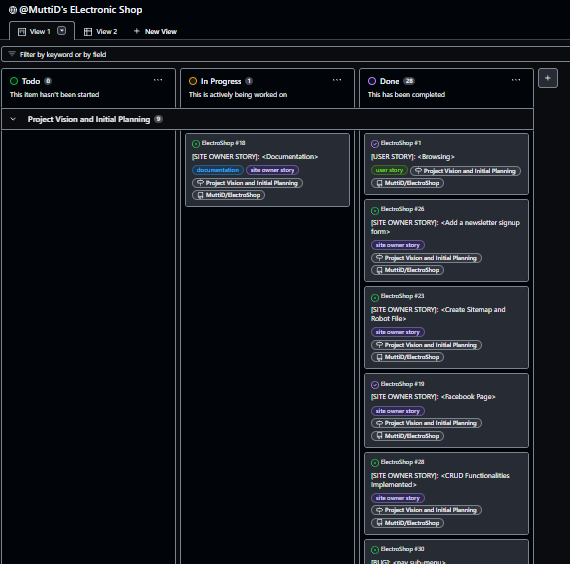 @MuttiD's ELectronic Shop
View 1
View 2
+ New View
Filter by keyword or by field
Todo 0
This item hasn't been started
In Progress 1
This is actively being worked on
Done 28
This has been completed
+
Project Vision and Initial Planning 9
ElectroShop #18
[SITE OWNER STORY]: <Documentation>
documentation
site owner story
Project Vision and Initial Planning
MuttiD/ElectroShop
ElectroShop #1
[USER STORY]: <Browsing>
user story
Project Vision and Initial Planning
MuttiD/ElectroShop
ElectroShop #26
[SITE OWNER STORY]: <Add a newsletter signup
form>
site owner story
Project Vision and Initial Planning
MuttiD/ElectroShop
ElectroShop #23
[SITE OWNER STORY]: <Create Sitemap and
Robot File>
site owner story
Project Vision and Initial Planning
MuttiD/ElectroShop
ElectroShop #19
[SITE OWNER STORY]: <Facebook Page>
site owner story
Project Vision and Initial Planning
MuttiD/ElectroShop
ElectroShop #28
[SITE OWNER STORY]: <CRUD Functionalities
Implemented>
site owner story
Project Vision and Initial Planning
MuttiD/ElectroShop
ElectroShop #30
[BUG]: <nav sub-menu>